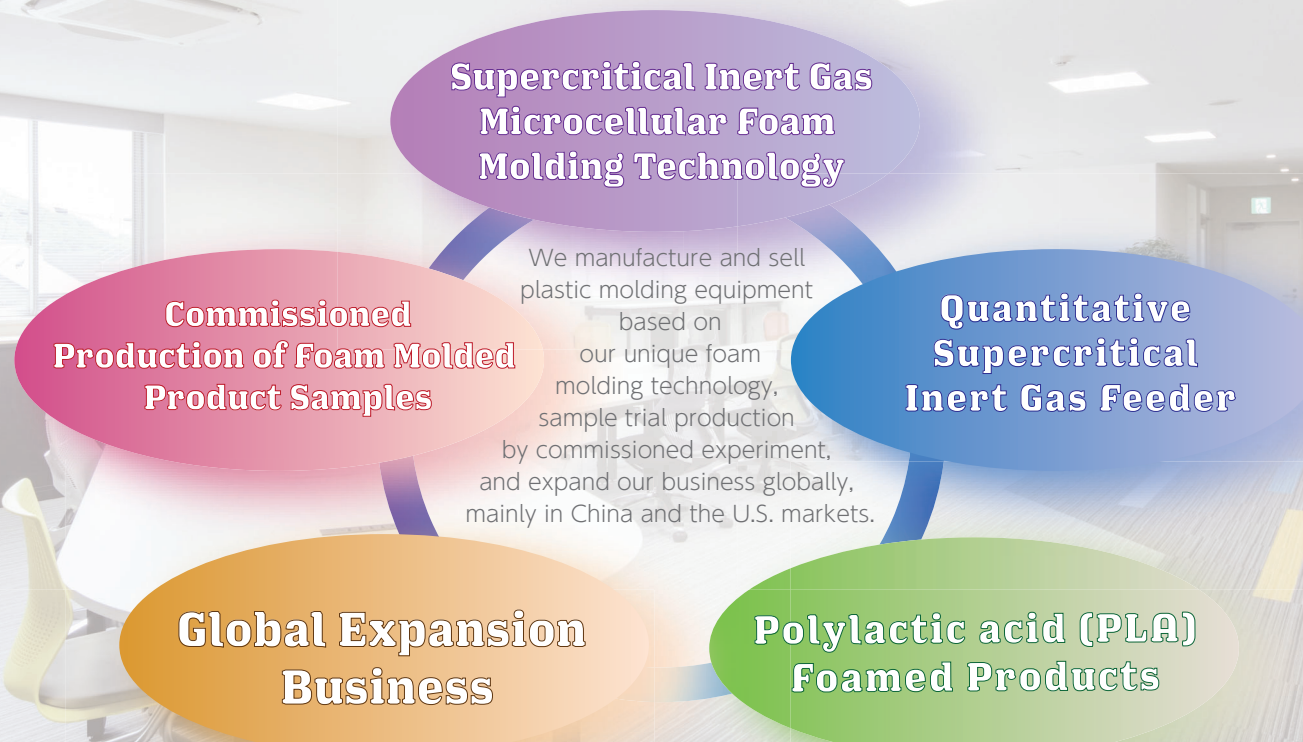 Supercritical Inert Gas
Microcellular Foam
Molding Technology
We manufacture and sell
plastic molding equipment
based on
our unique foam
molding technology,
sample trial production
by commissioned experiment,
and expand our business globally,
mainly in China and the U.S. markets.
Commissioned
Production of Foam Molded
Product Samples
Quantitative
Supercritical
Inert Gas Feeder
Global Expansion
Business
Polylactic acid (PLA)
Foamed Products